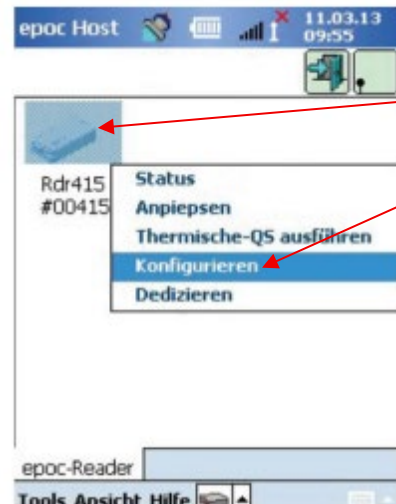 epoc Host 11.03.13
09:55
Rdr415
#00415
Status
Anpiepsen
Thermische-QS ausführen
Konfigurieren
Dedizieren
epoc-Reader
Tools Ansicht Hilfe